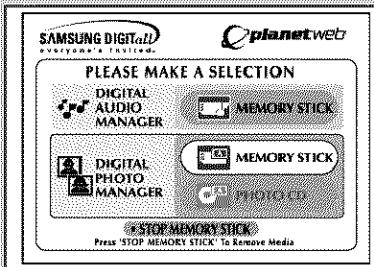 SAMSUNG DIGITall
everyone's invited.
planetweb
PLEASE MAKE A SELECTION
DIGITAL
AUDIO
MANAGER
MEMORY STICK
DIGITAL
PHOTO
MANAGER
MEMORY STICK
PHOTO CD
• STOP MEMORY STICK
Press 'STOP MEMORY STICK' To Remove Media